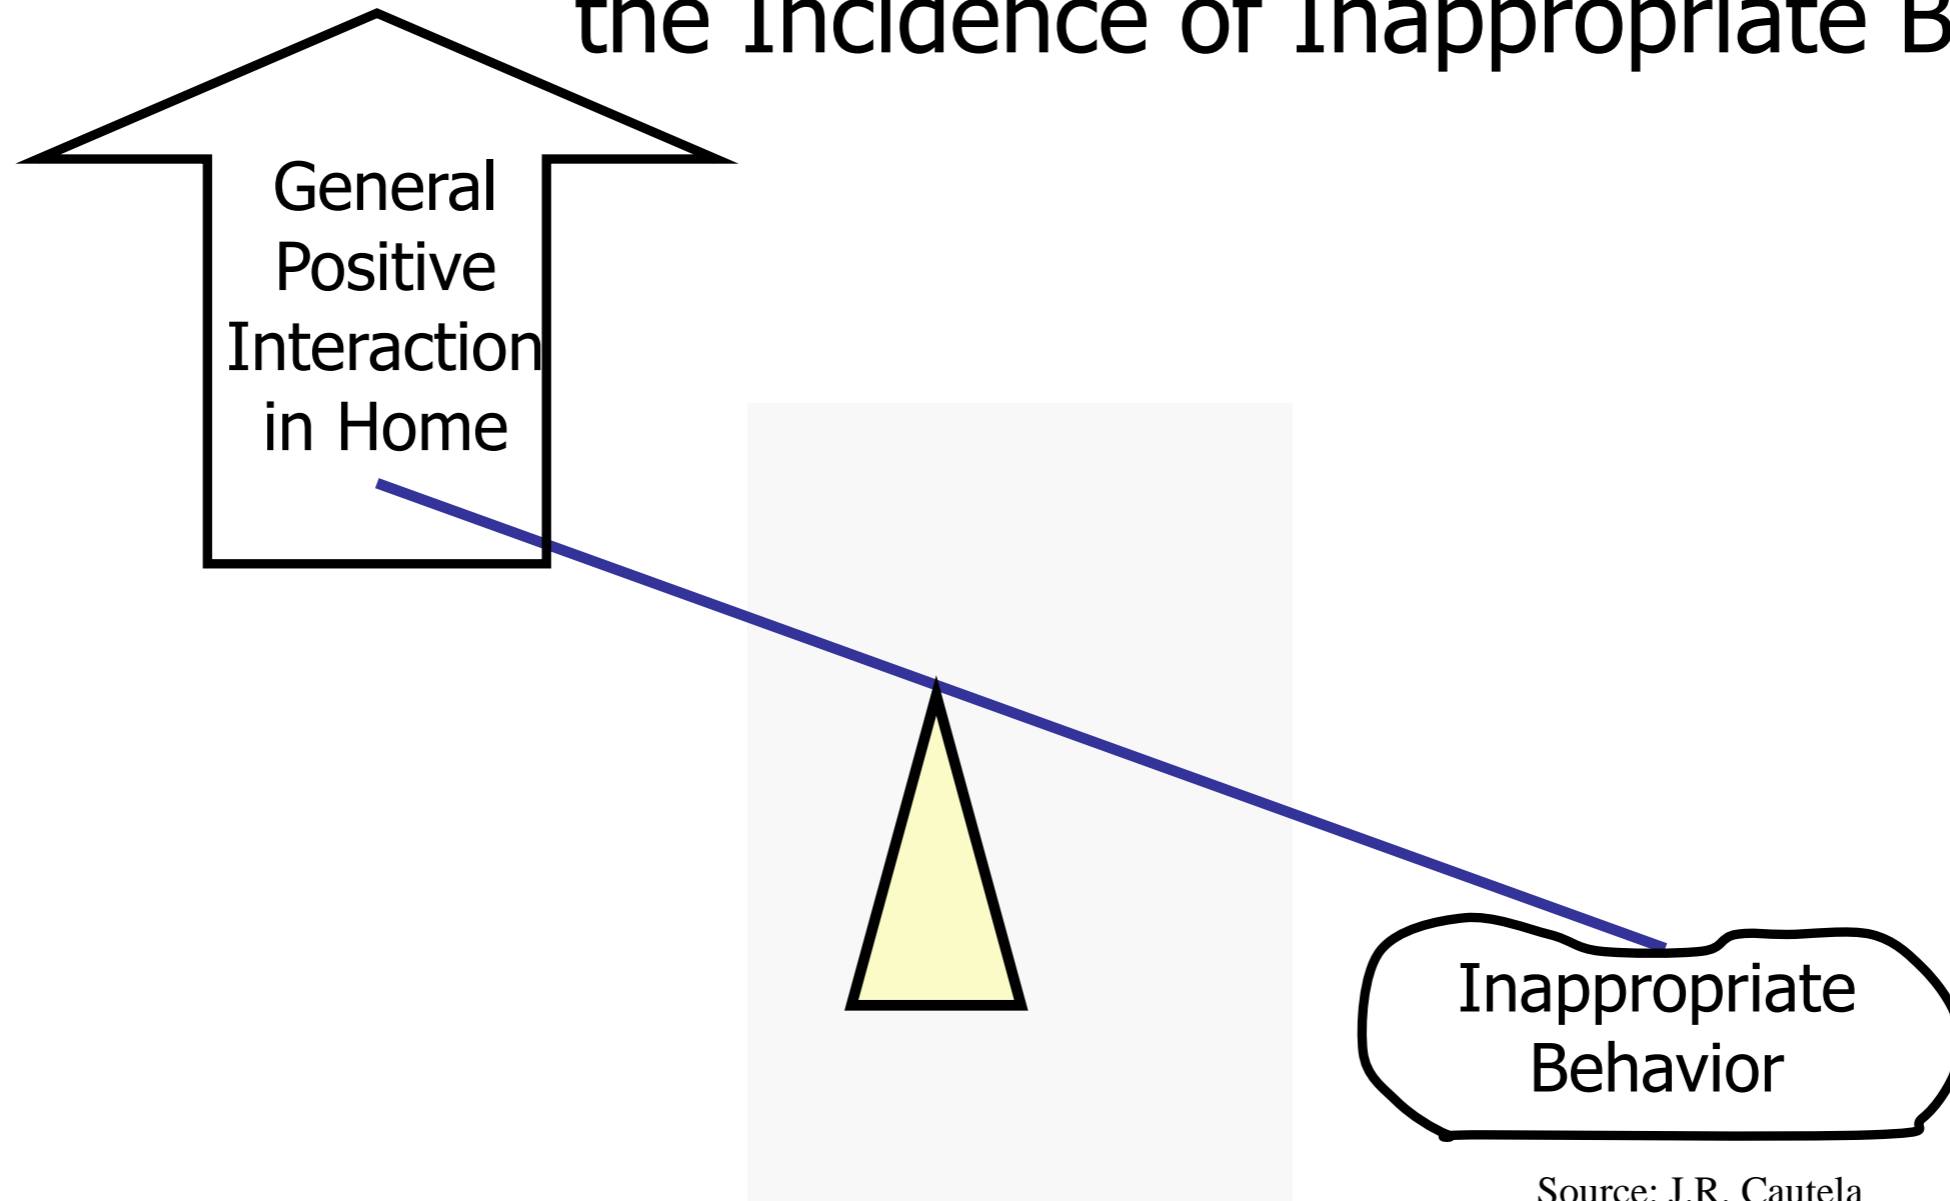 the Incidence of Inappropriate B
General
Positive
Interaction
in Home
Inappropriate
Behavior
Source: J.R. Cautela